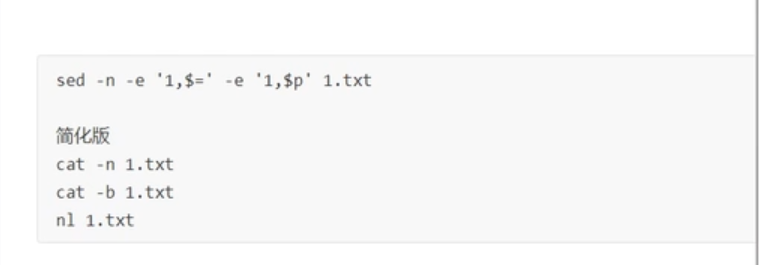 sed -n -e '1,$=' -e '1,$p' 1.txt
简化版
cat -n 1.txt
cat -b 1.txt
nl 1.txt